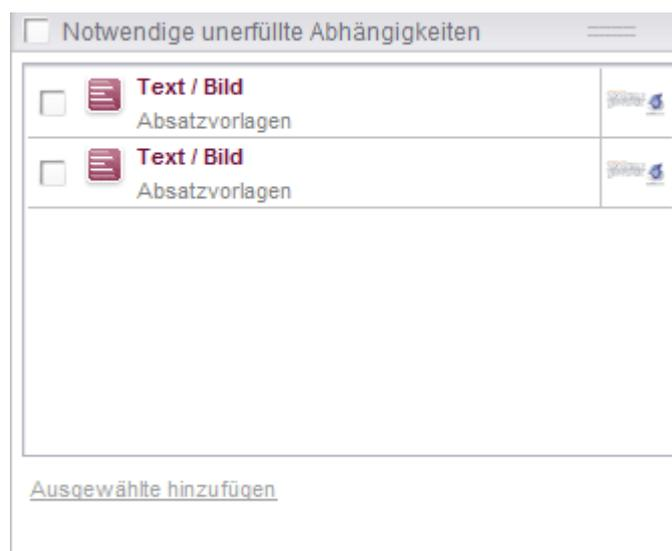 Notwendige unerfüllte Abhängigkeiten
Text / Bild
Absatzvorlagen
Text / Bild
Absatzvorlagen
Ausgewählte hinzufügen